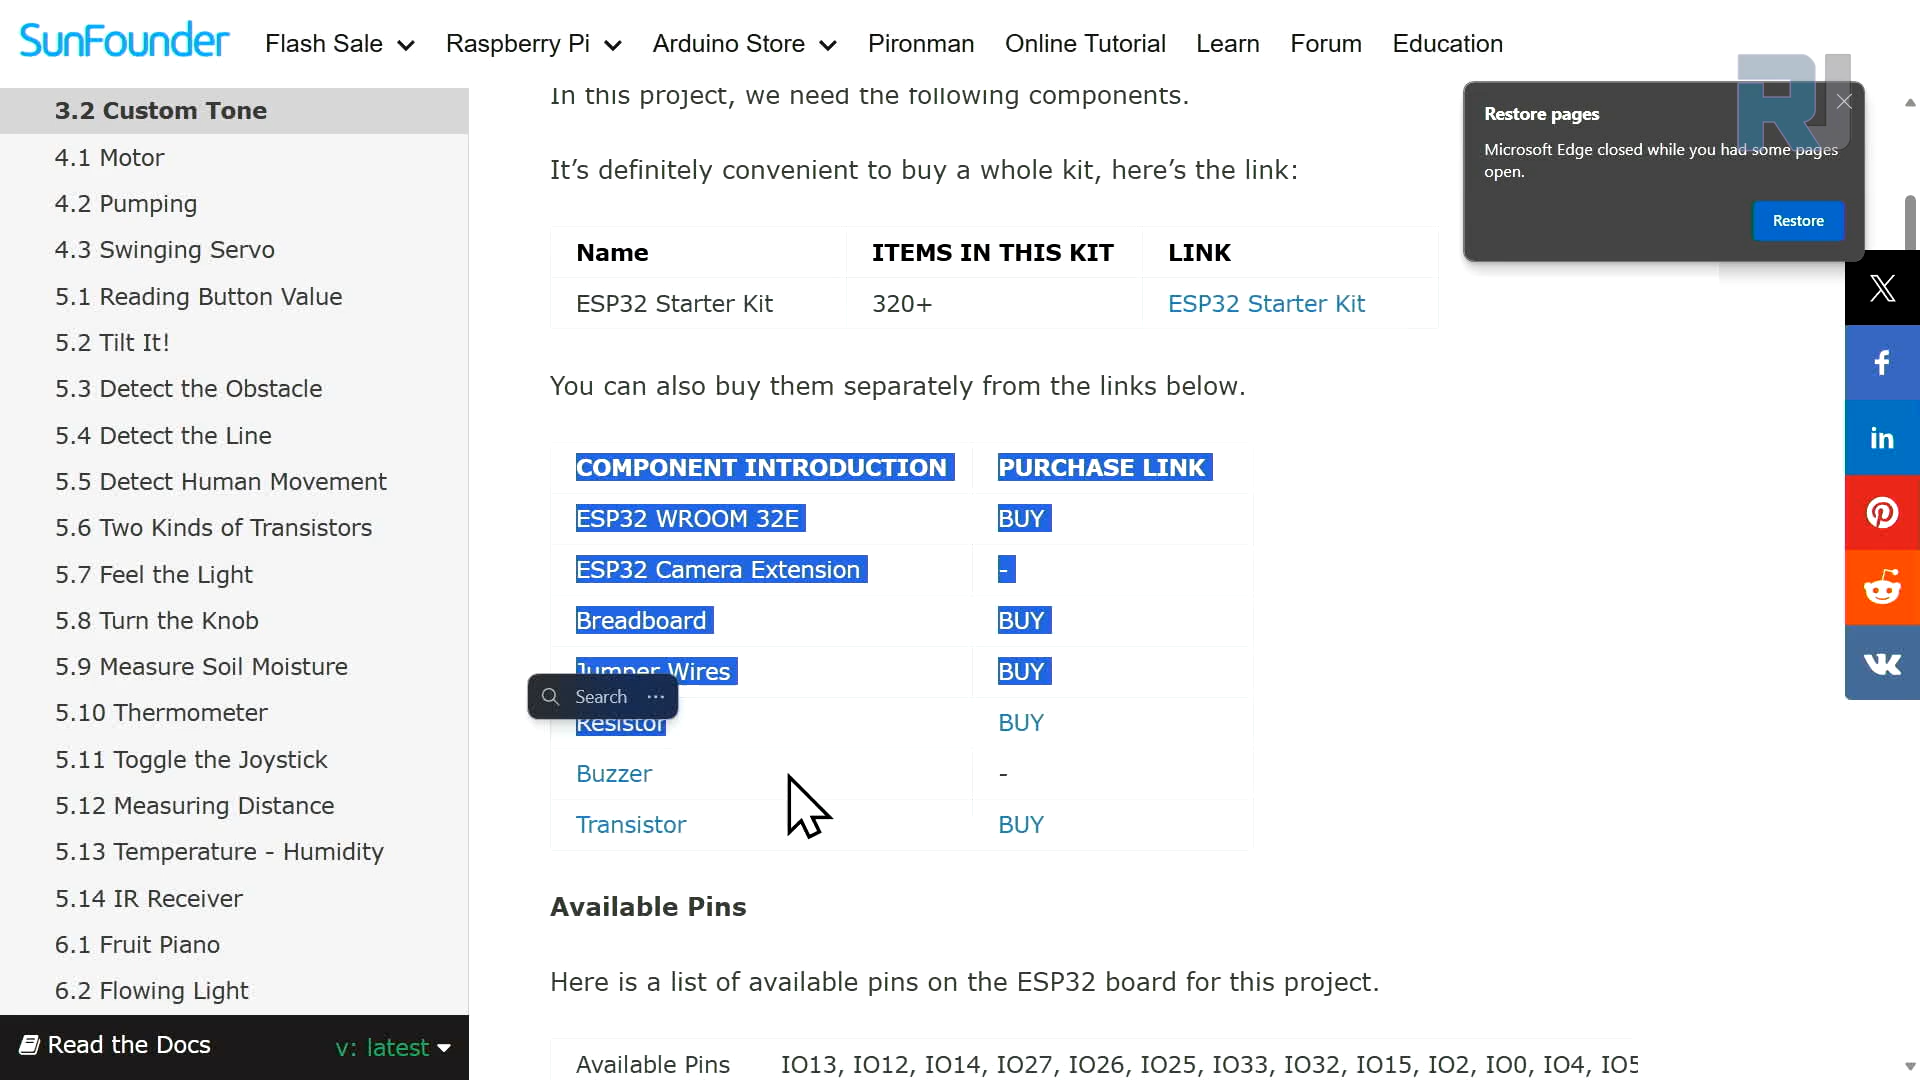 SunFounder
Flash Sale
Raspberry Pi
Arduino Store
Pironman
Online Tutorial
Learn
Forum
Education
3.2 Custom Tone
4.1 Motor
4.2 Pumping
4.3 Swinging Servo
5.1 Reading Button Value
5.2 Tilt It!
5.3 Detect the Obstacle
5.4 Detect the Line
5.5 Detect Human Movement
5.6 Two Kinds of Transistors
5.7 Feel the Light
5.8 Turn the Knob
5.9 Measure Soil Moisture
5.10 Thermometer
5.11 Toggle the Joystick
5.12 Measuring Distance
5.13 Temperature - Humidity
5.14 IR Receiver
6.1 Fruit Piano
6.2 Flowing Light
Read the Docs
v: latest
In this project, we need the following components.
It’s definitely convenient to buy a whole kit, here’s the link:
Name ITEMS IN THIS KIT LINK
ESP32 Starter Kit 320+ ESP32 Starter Kit
You can also buy them separately from the links below.
COMPONENT INTRODUCTION PURCHASE LINK
ESP32 WROOM 32E BUY
ESP32 Camera Extension -
Breadboard BUY
Jumper Wires BUY
Search ...
Resistor BUY
Buzzer -
Transistor BUY
Available Pins
Here is a list of available pins on the ESP32 board for this project.
Available Pins IO13, IO12, IO14, IO27, IO26, IO25, IO33, IO32, IO15, IO2, IO0, IO4, IO5
Restore pages
Microsoft Edge closed while you had some pages
open.
Restore
RJ
X
f
in